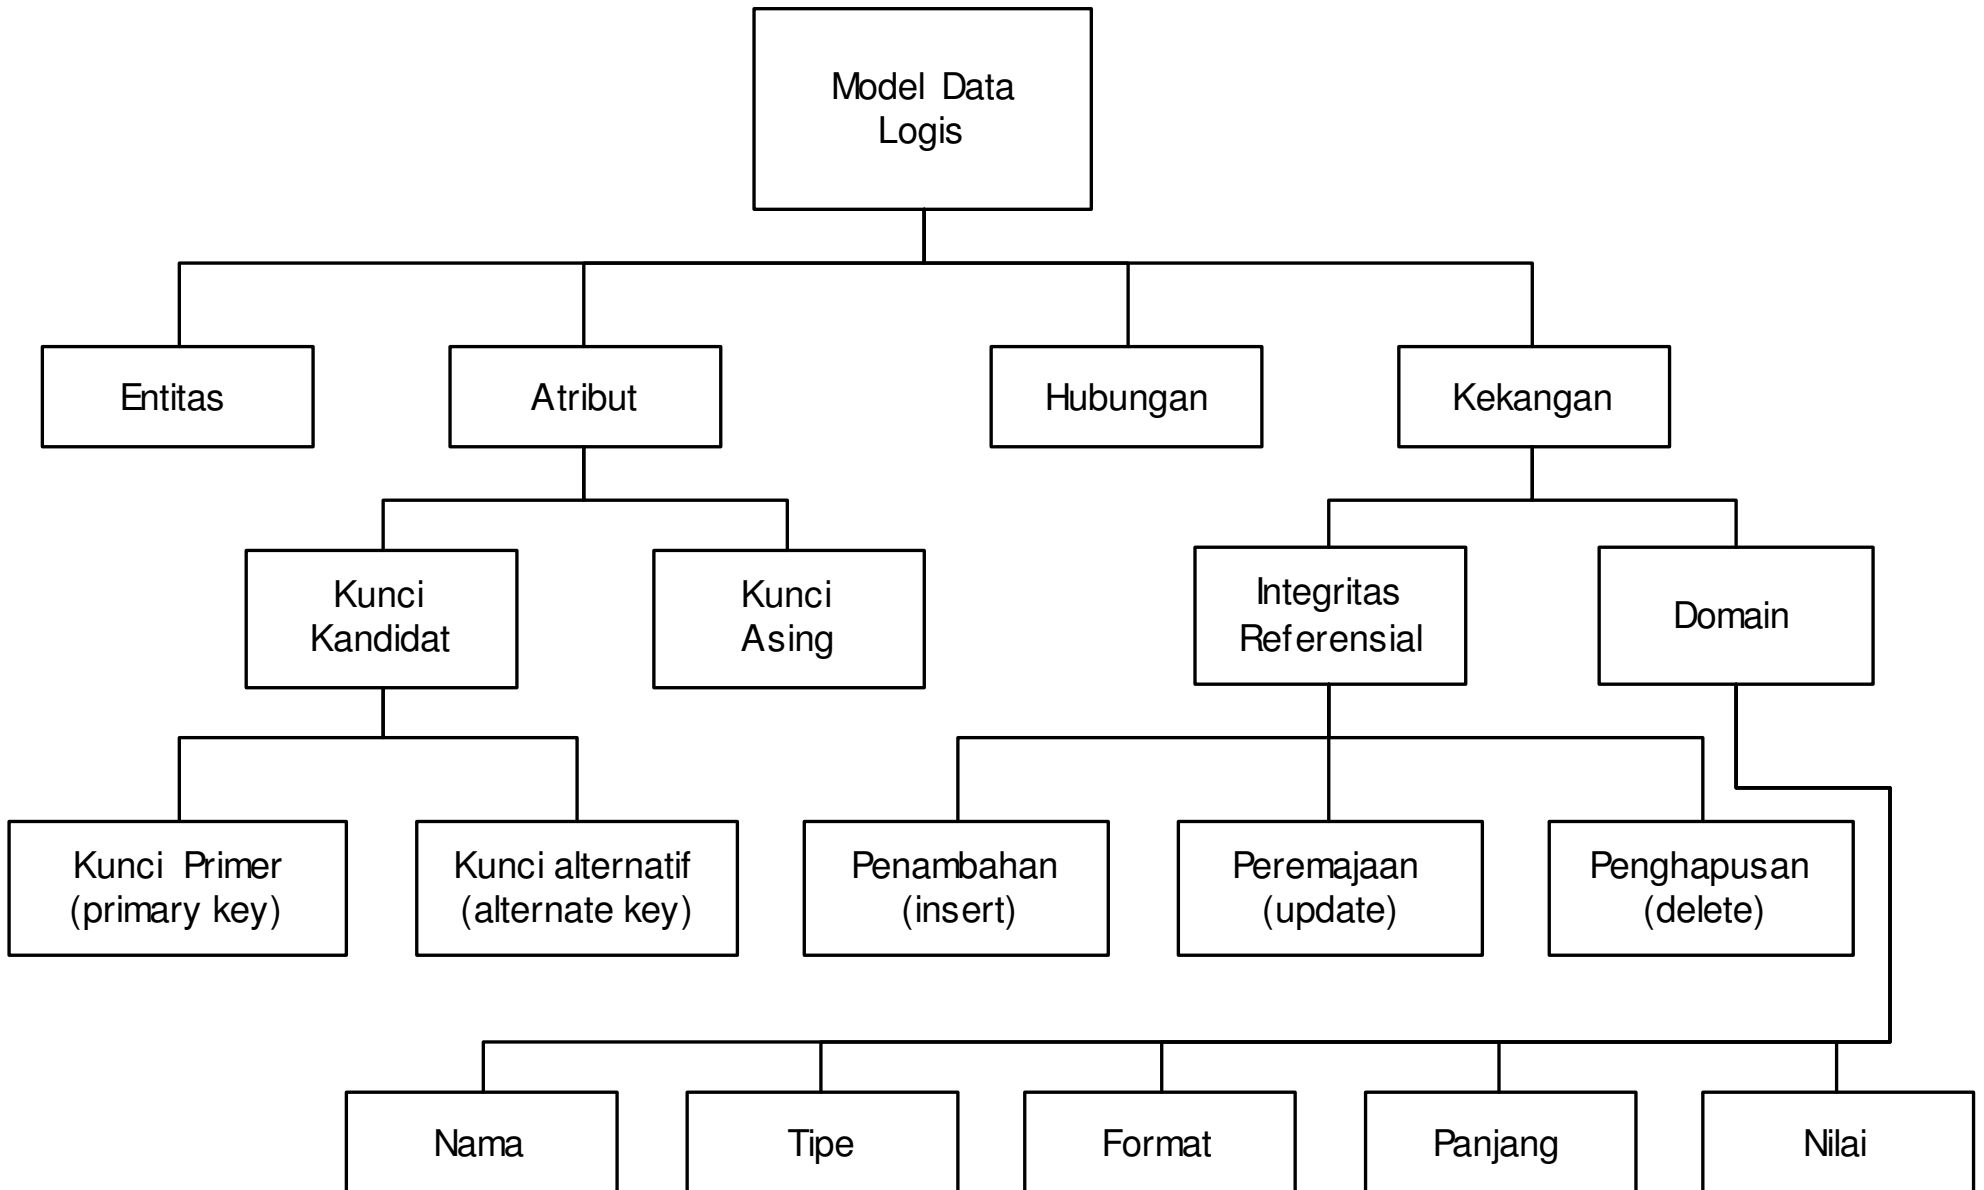 Model Data
Logis
Entitas
Atribut
Hubungan
Kekangan
Kunci
Kandidat
Kunci
Asing
Integritas
Referensial
Domain
Kunci Primer
(primary key)
Kunci alternatif
(alternate key)
Penambahan
(insert)
Peremajaan
(update)
Penghapusan
(delete)
Nama
Tipe
Format
Panjang
Nilai